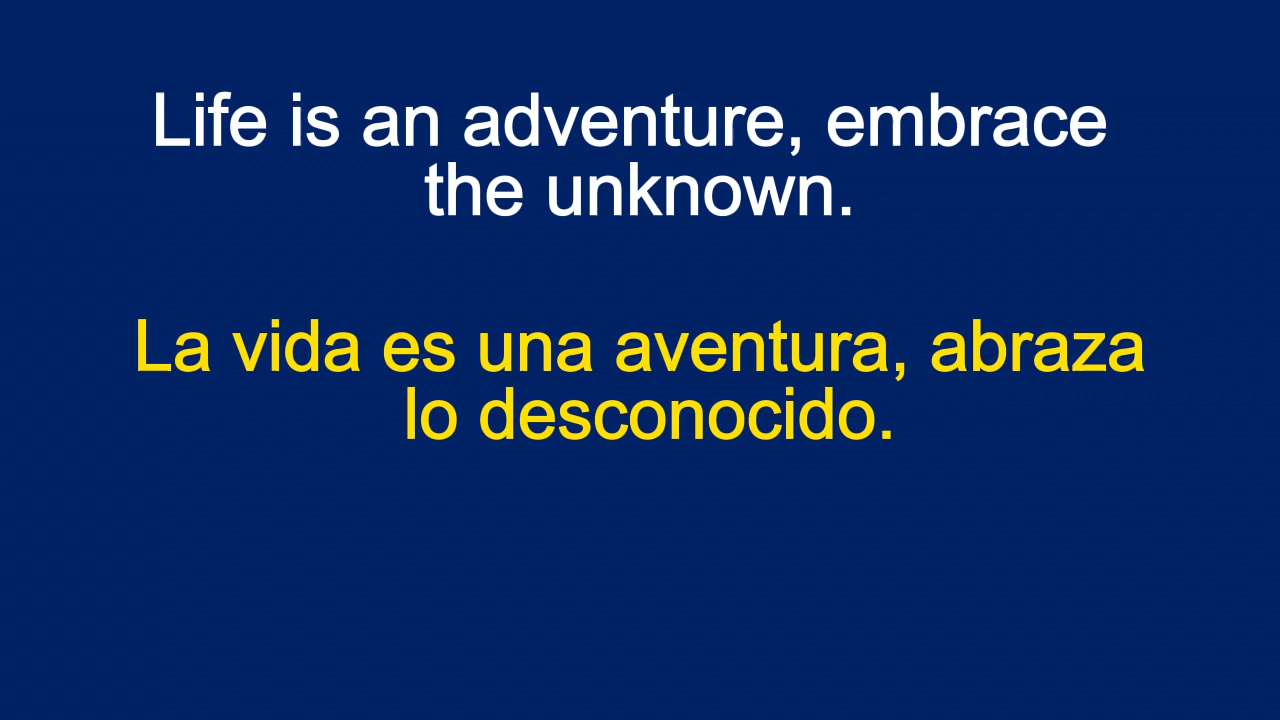 Life is an adventure, embrace
the unknown.
La vida es una aventura, abraza
lo desconocido.